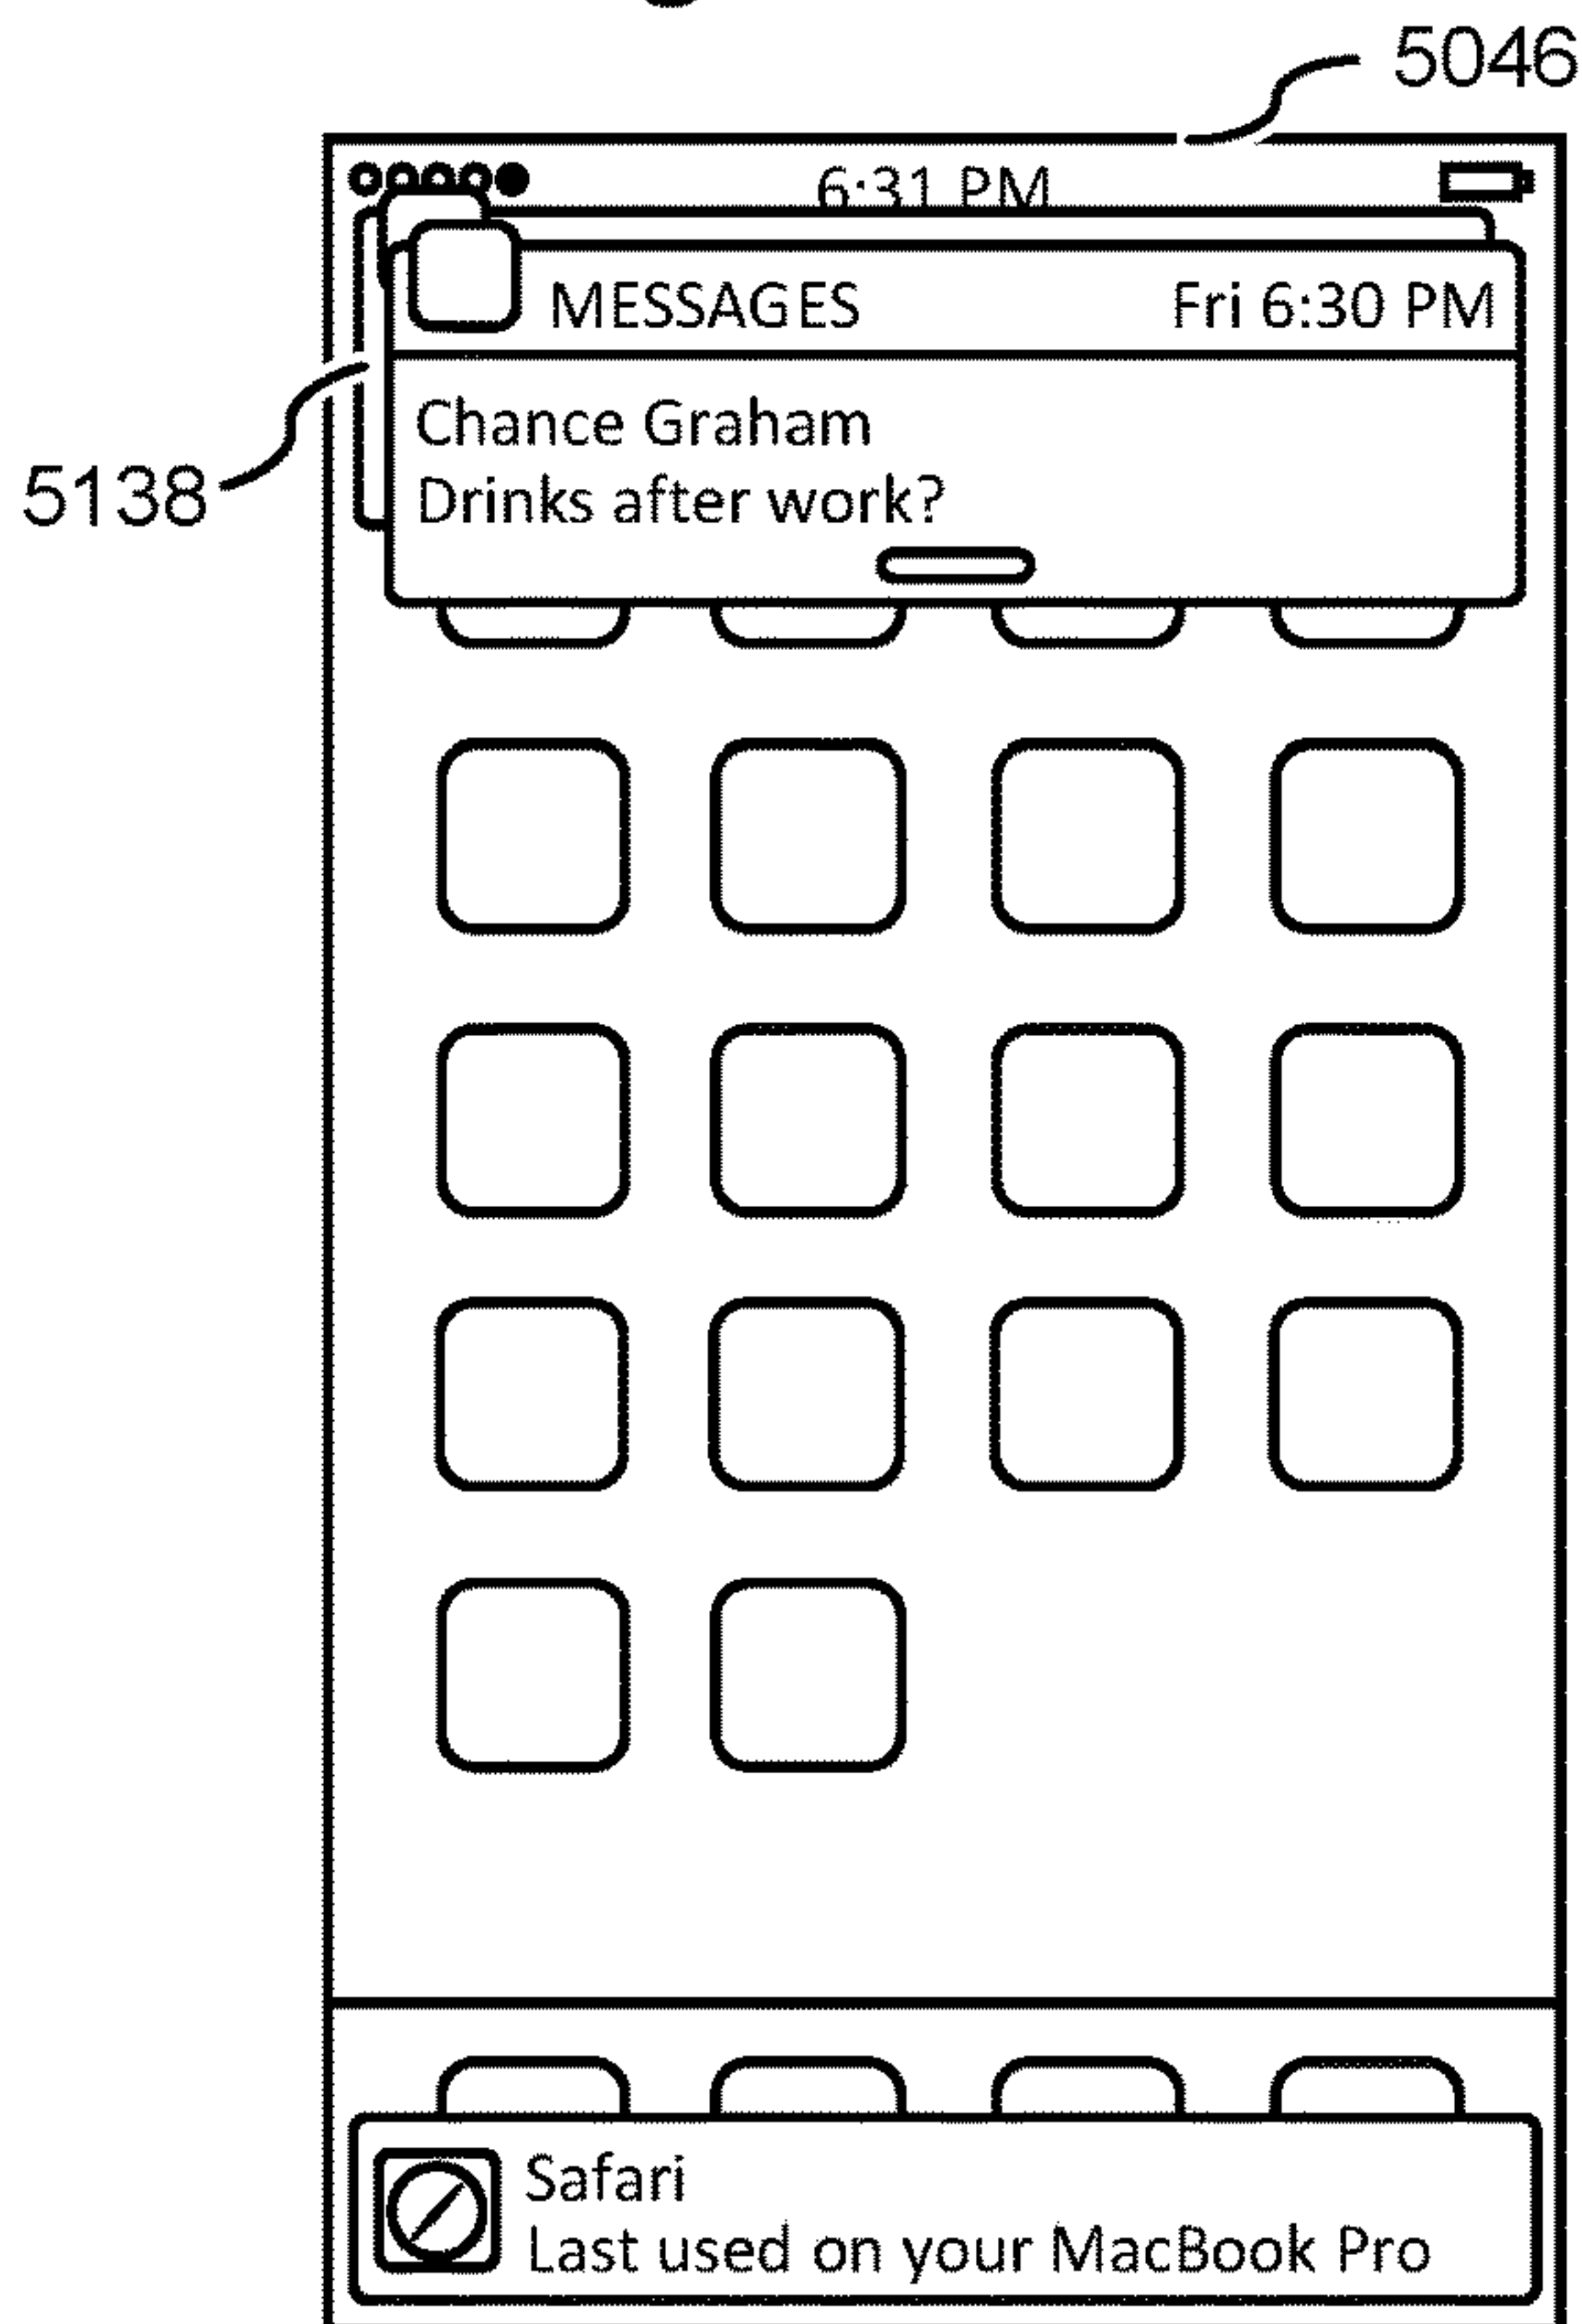 5046
6:31 PM
MESSAGES Fri 6:30 PM
Chance Graham
5138
Drinks after work?
Safari
Last used on your MacBook Pro